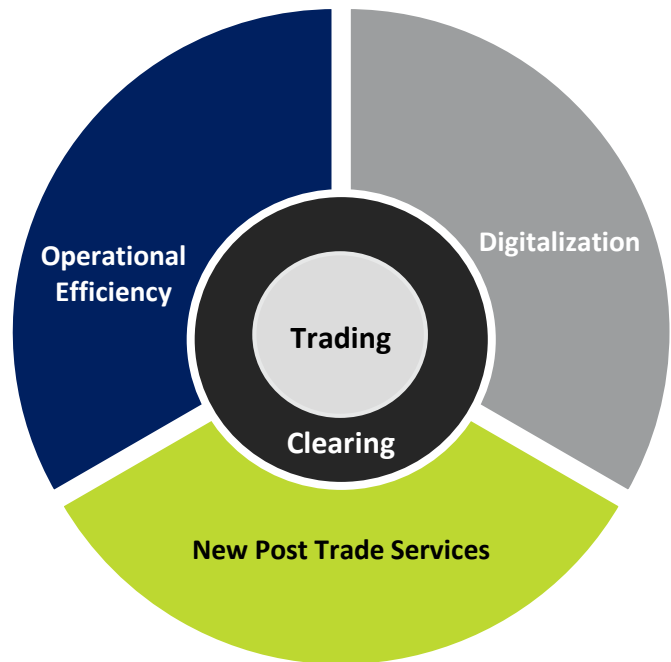 Operational
Efficiency
Digitalization
Trading
Clearing
New Post Trade Services